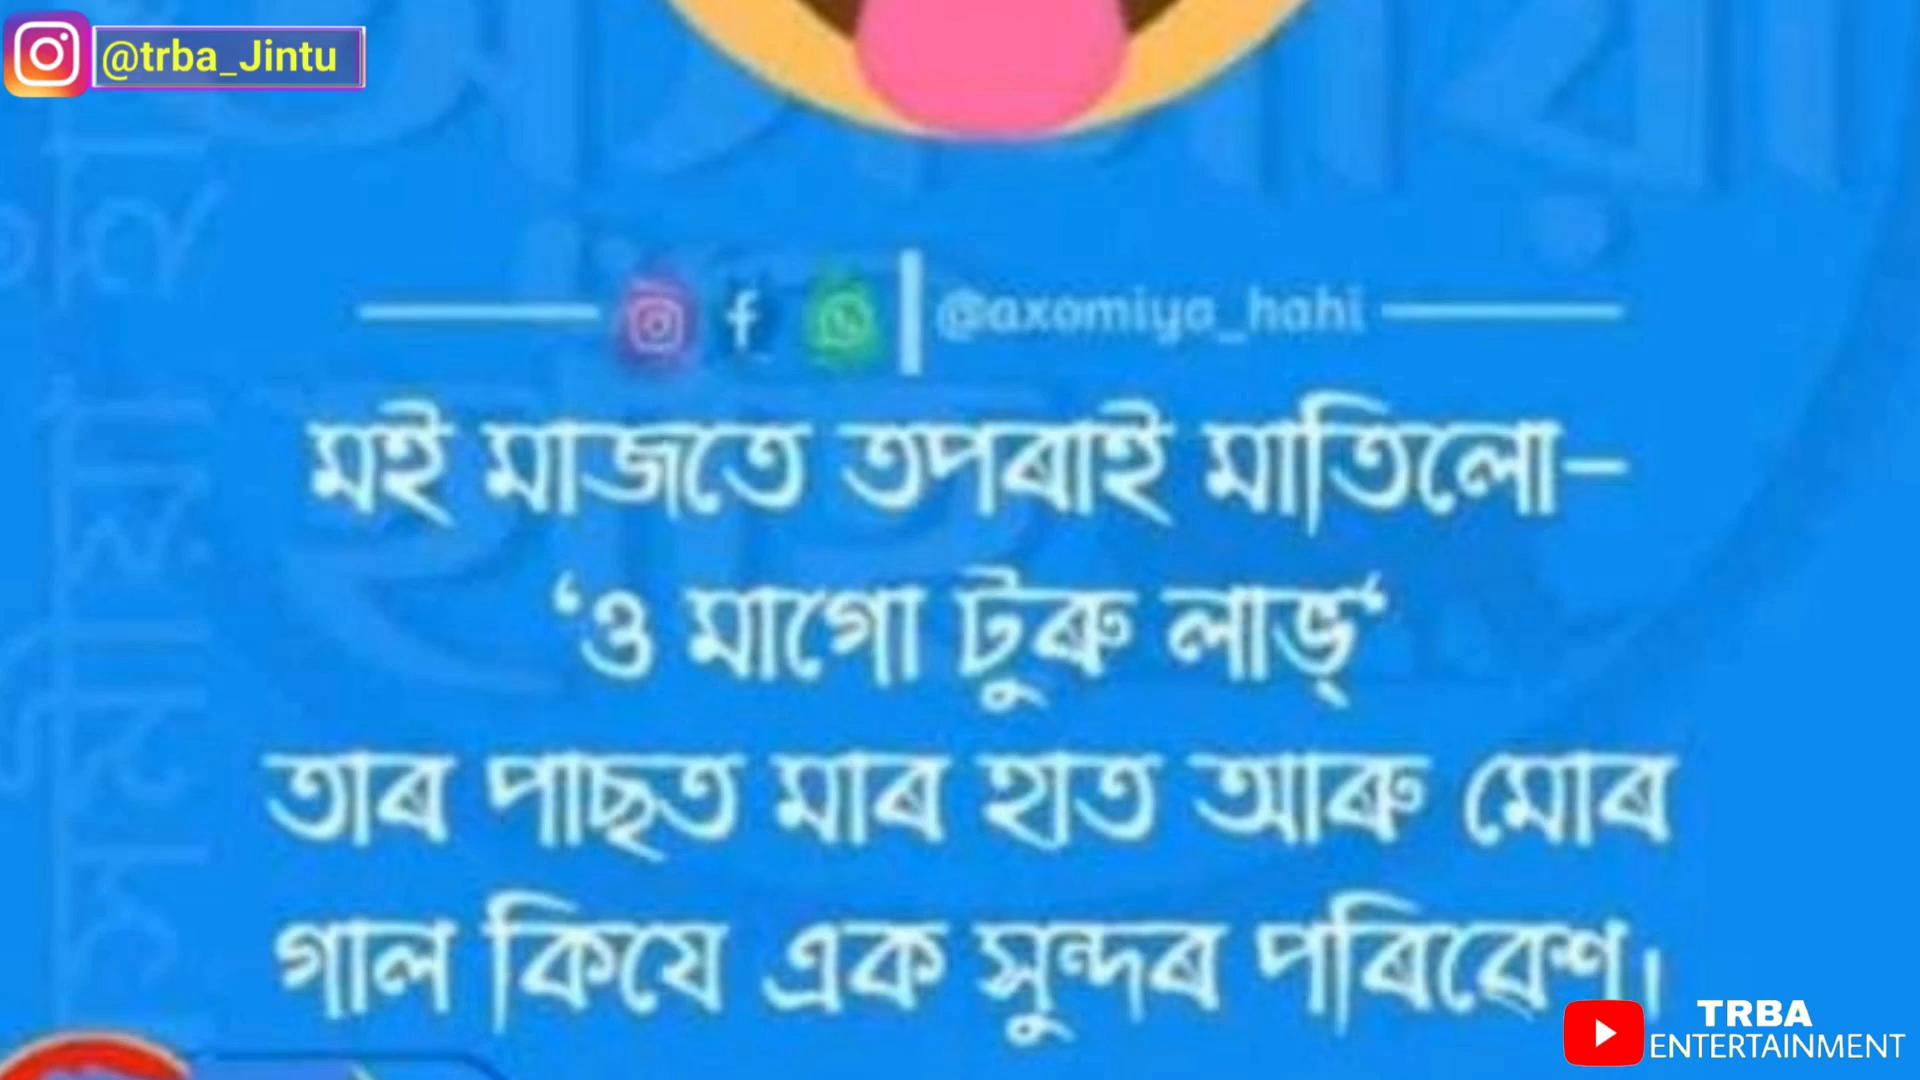 @trba_Jintu
@axomiya_hahi
মই মাজতে তপৰাই মাতিলো–
‘ও মাগো টুৰু লাভ্‘
তাৰ পাছত মাৰ হাত আৰু মোৰ
গাল কিযে এক সুন্দৰ পৰিৱেশ।
TRBA
ENTERTAINMENT